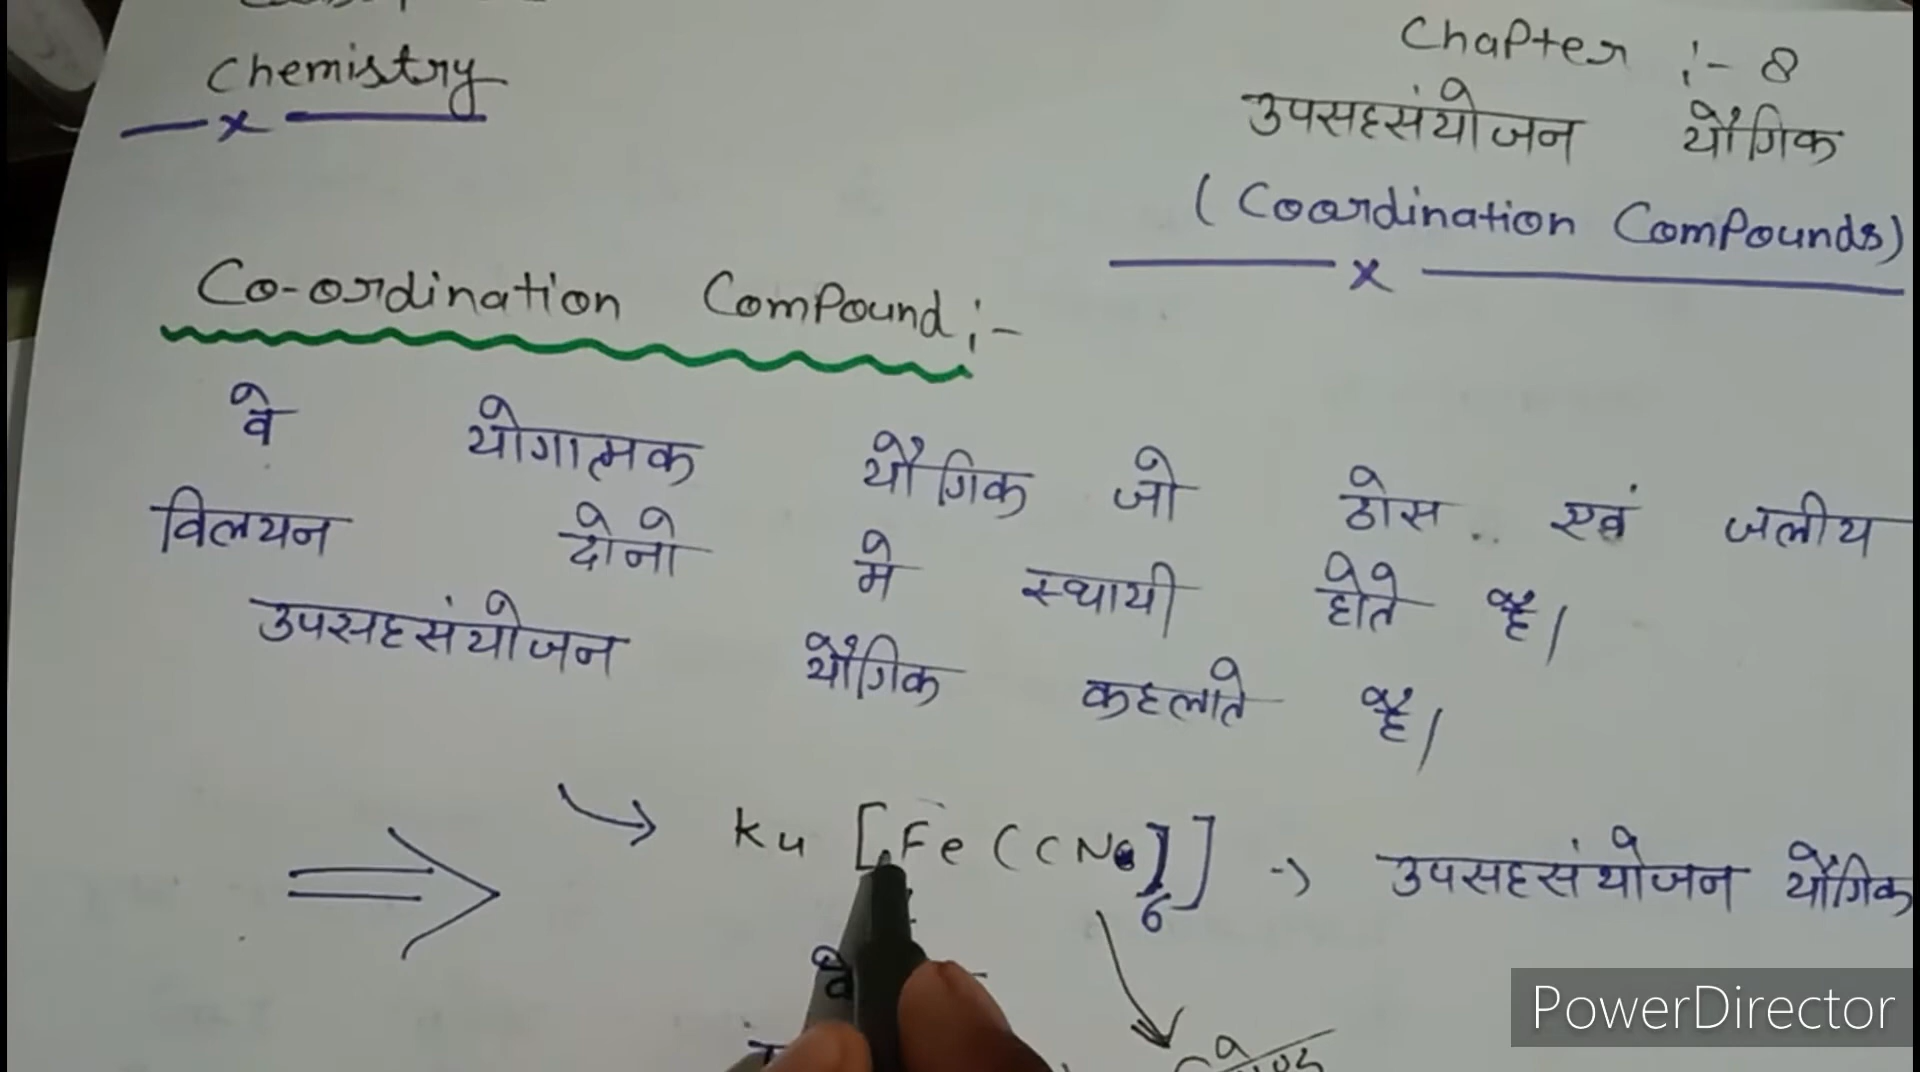 Chemistry
Chapter :- 8
उपसहसंयोजन यौगिक
(Coordination Compounds)
Co-ordination Compound :-
वे योगात्मक यौगिक जो ठोस एवं जलीय
विलयन दोनो मे स्थायी होते है।
उपसहसंयोजन यौगिक कहलाते है।
K4 [Fe(CN)6] → उपसहसंयोजन यौगिक
PowerDirector